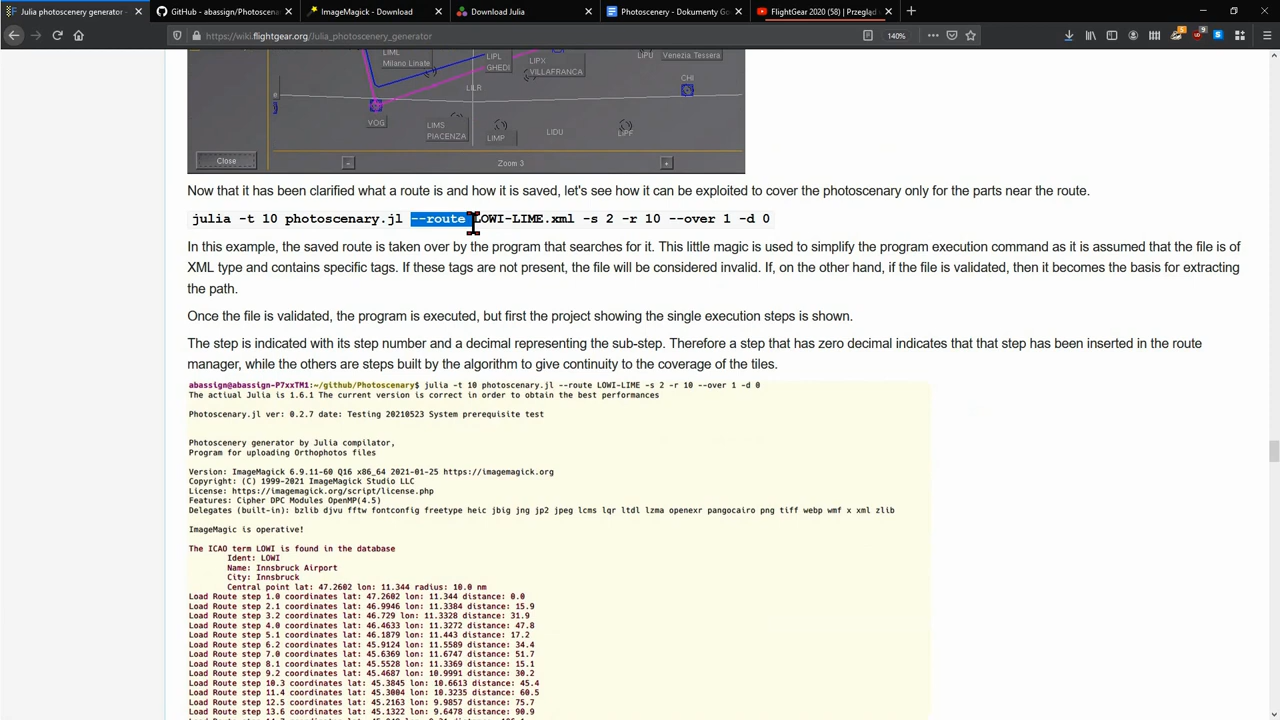 Julia photoscenery generator -
GitHub - abassign/Photoscene
ImageMagick - Download
Download Julia
Photoscenery - Dokumenty Go
FlightGear 2020 (58) | Przegląd
https://wiki.flightgear.org/Julia_photoscenery_generator
140%
LIML
Milano Linate
LIPL
GHEDI
LIPX
VILLAFRANCA
LIPU
Venezia Tessera
CHI
LILR
e
VOG
LIMS
PIACENZA
LIMP
LIDU
LIPF
Close
-
Zoom 3
+
Now that it has been clarified what a route is and how it is saved, let's see how it can be exploited to cover the photoscenary only for the parts near the route.
julia -t 10 photoscenary.jl --route LOWI-LIME.xml -s 2 -r 10 --over 1 -d 0
In this example, the saved route is taken over by the program that searches for it. This little magic is used to simplify the program execution command as it is assumed that the file is of
XML type and contains specific tags. If these tags are not present, the file will be considered invalid. If, on the other hand, if the file is validated, then it becomes the basis for extracting
the path.
Once the file is validated, the program is executed, but first the project showing the single execution steps is shown.
The step is indicated with its step number and a decimal representing the sub-step. Therefore a step that has zero decimal indicates that that step has been inserted in the route
manager, while the others are steps built by the algorithm to give continuity to the coverage of the tiles.
abassign@abassign-P7xxTM1:~/github/Photoscenary$ julia -t 10 photoscenary.jl --route LOWI-LIME -s 2 -r 10 --over 1 -d 0
The actiual Julia is 1.6.1 The current version is correct in order to obtain the best performances
Photoscenary.jl ver: 0.2.7 date: Testing 20210523 System prerequisite test
Photoscenery generator by Julia compilator,
Program for uploading Orthophotos files
Version: ImageMagick 6.9.11-60 Q16 x86_64 2021-01-25 https://imagemagick.org
Copyright: (C) 1999-2021 ImageMagick Studio LLC
License: https://imagemagick.org/script/license.php
Features: Cipher DPC Modules OpenMP(4.5)
Delegates (built-in): bzlib djvu fftw fontconfig freetype heic jbig jng jp2 jpeg lcms lqr ltdl lzma openexr pangocairo png tiff webp wmf x xml zlib
ImageMagic is operative!
The ICAO term LOWI is found in the database
Ident: LOWI
Name: Innsbruck Airport
City: Innsbruck
Central point lat: 47.2602 lon: 11.344 radius: 10.0 nm
Load Route step 1.0 coordinates lat: 47.2602 lon: 11.344 distance: 0.0
Load Route step 2.1 coordinates lat: 46.9946 lon: 11.3384 distance: 15.9
Load Route step 3.2 coordinates lat: 46.729 lon: 11.3328 distance: 31.9
Load Route step 4.0 coordinates lat: 46.4633 lon: 11.3272 distance: 47.8
Load Route step 5.1 coordinates lat: 46.1879 lon: 11.443 distance: 17.2
Load Route step 6.2 coordinates lat: 45.9124 lon: 11.5589 distance: 34.4
Load Route step 7.0 coordinates lat: 45.6369 lon: 11.6747 distance: 51.7
Load Route step 8.1 coordinates lat: 45.5528 lon: 11.3369 distance: 15.1
Load Route step 9.2 coordinates lat: 45.4687 lon: 10.9991 distance: 30.2
Load Route step 10.3 coordinates lat: 45.3845 lon: 10.6613 distance: 45.4
Load Route step 11.4 coordinates lat: 45.3004 lon: 10.3235 distance: 60.5
Load Route step 12.5 coordinates lat: 45.2163 lon: 9.9857 distance: 75.7
Load Route step 13.6 coordinates lat: 45.1322 lon: 9.648 distance: 90.9